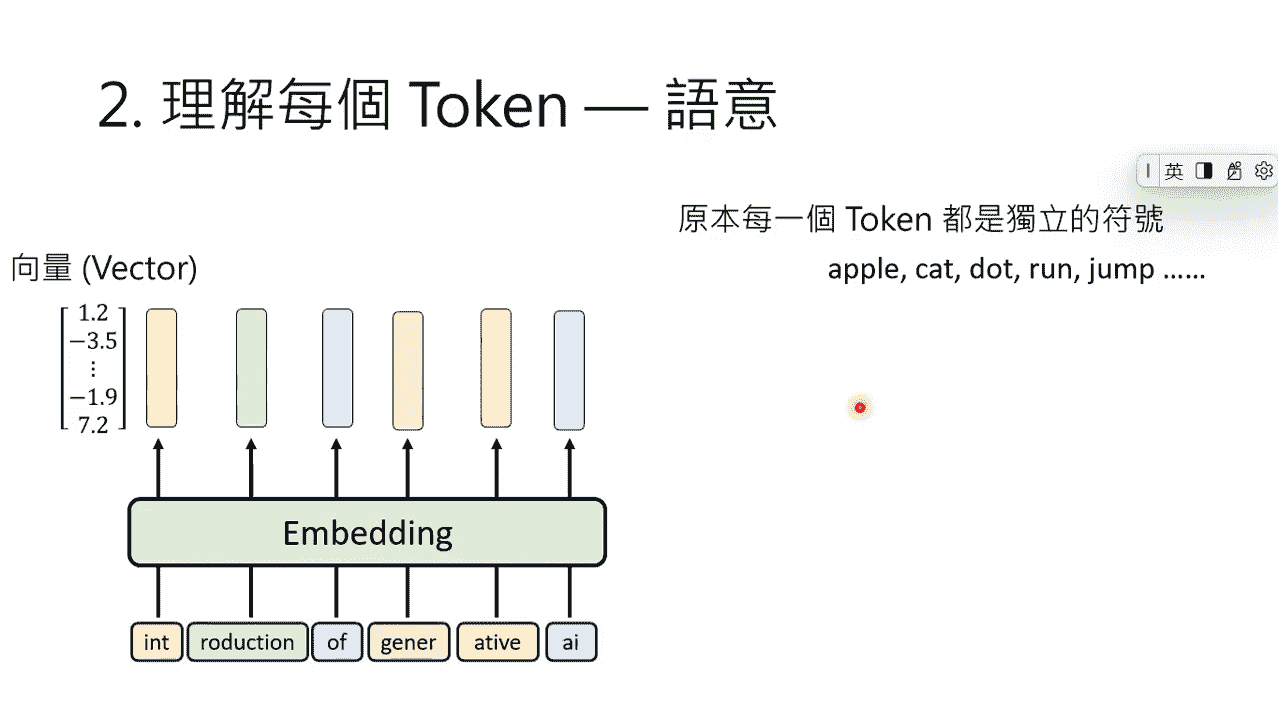 2. 理解每個 Token — 語意
英
原本每一個 Token 都是獨立的符號
apple, cat, dot, run, jump ……
向量 (Vector)
1.2
−3.5
⋮
−1.9
7.2
Embedding
int roduction of gener ative ai